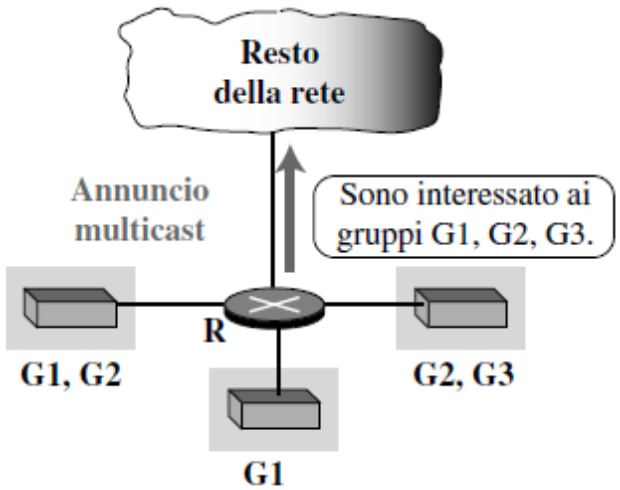 Resto
della rete
Annuncio
multicast
Sono interessato ai
gruppi G1, G2, G3.
R
G1, G2
G2, G3
G1